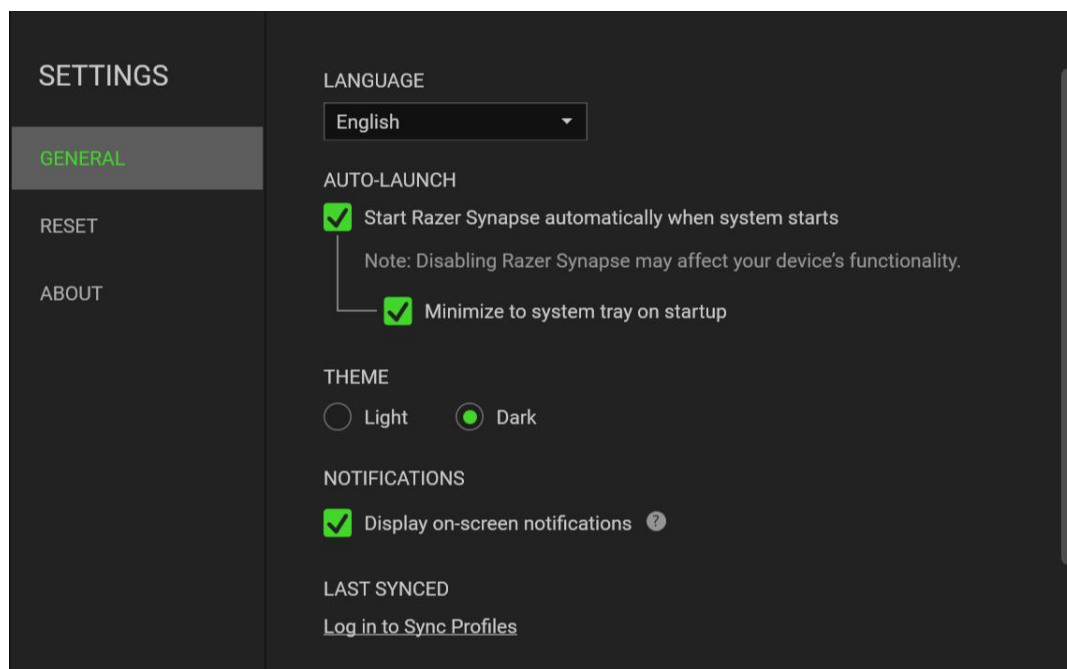 SETTINGS
GENERAL
RESET
ABOUT
LANGUAGE
English
AUTO-LAUNCH
Start Razer Synapse automatically when system starts
Note: Disabling Razer Synapse may affect your device’s functionality.
Minimize to system tray on startup
THEME
Light Dark
NOTIFICATIONS
Display on-screen notifications ?
LAST SYNCED
Log in to Sync Profiles